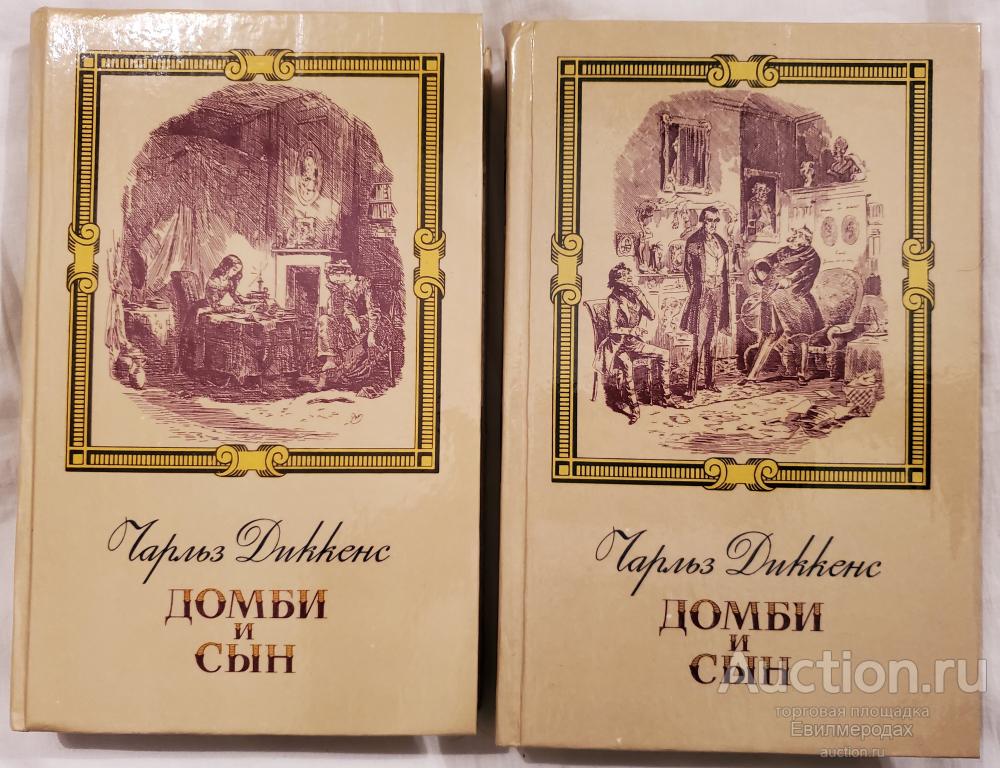 Чарльз Диккенс
ДОМБИ
И
СЫН
Чарльз Диккенс
ДОМБИ
И
СЫН
Auction.ru
торговая площадка
Евилмеродах
auction.ru